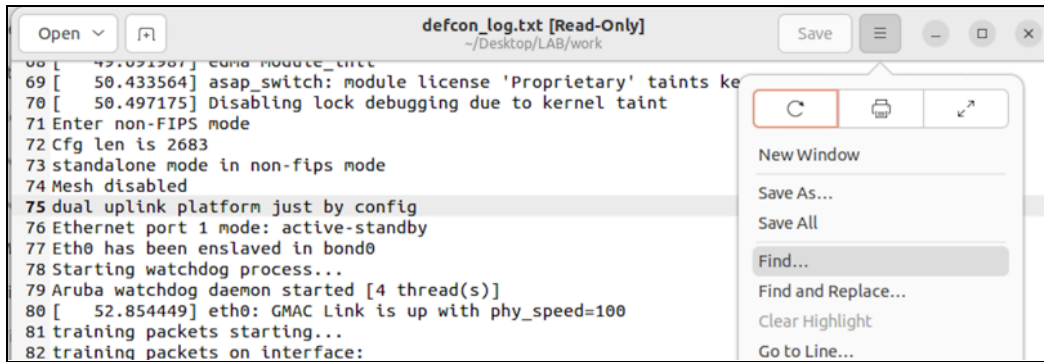 Open
defcon_log.txt [Read-Only]
~/Desktop/LAB/work
Save
68 [   49.691987] edma module_init
69 [   50.433564] asap_switch: module license 'Proprietary' taints ke
70 [   50.497175] Disabling lock debugging due to kernel taint
71 Enter non-FIPS mode
72 Cfg len is 2683
73 standalone mode in non-fips mode
74 Mesh disabled
75 dual uplink platform just by config
76 Ethernet port 1 mode: active-standby
77 Eth0 has been enslaved in bond0
78 Starting watchdog process...
79 Aruba watchdog daemon started [4 thread(s)]
80 [   52.854449] eth0: GMAC Link is up with phy_speed=100
81 training packets starting...
82 training packets on interface:
New Window
Save As...
Save All
Find...
Find and Replace...
Clear Highlight
Go to Line...